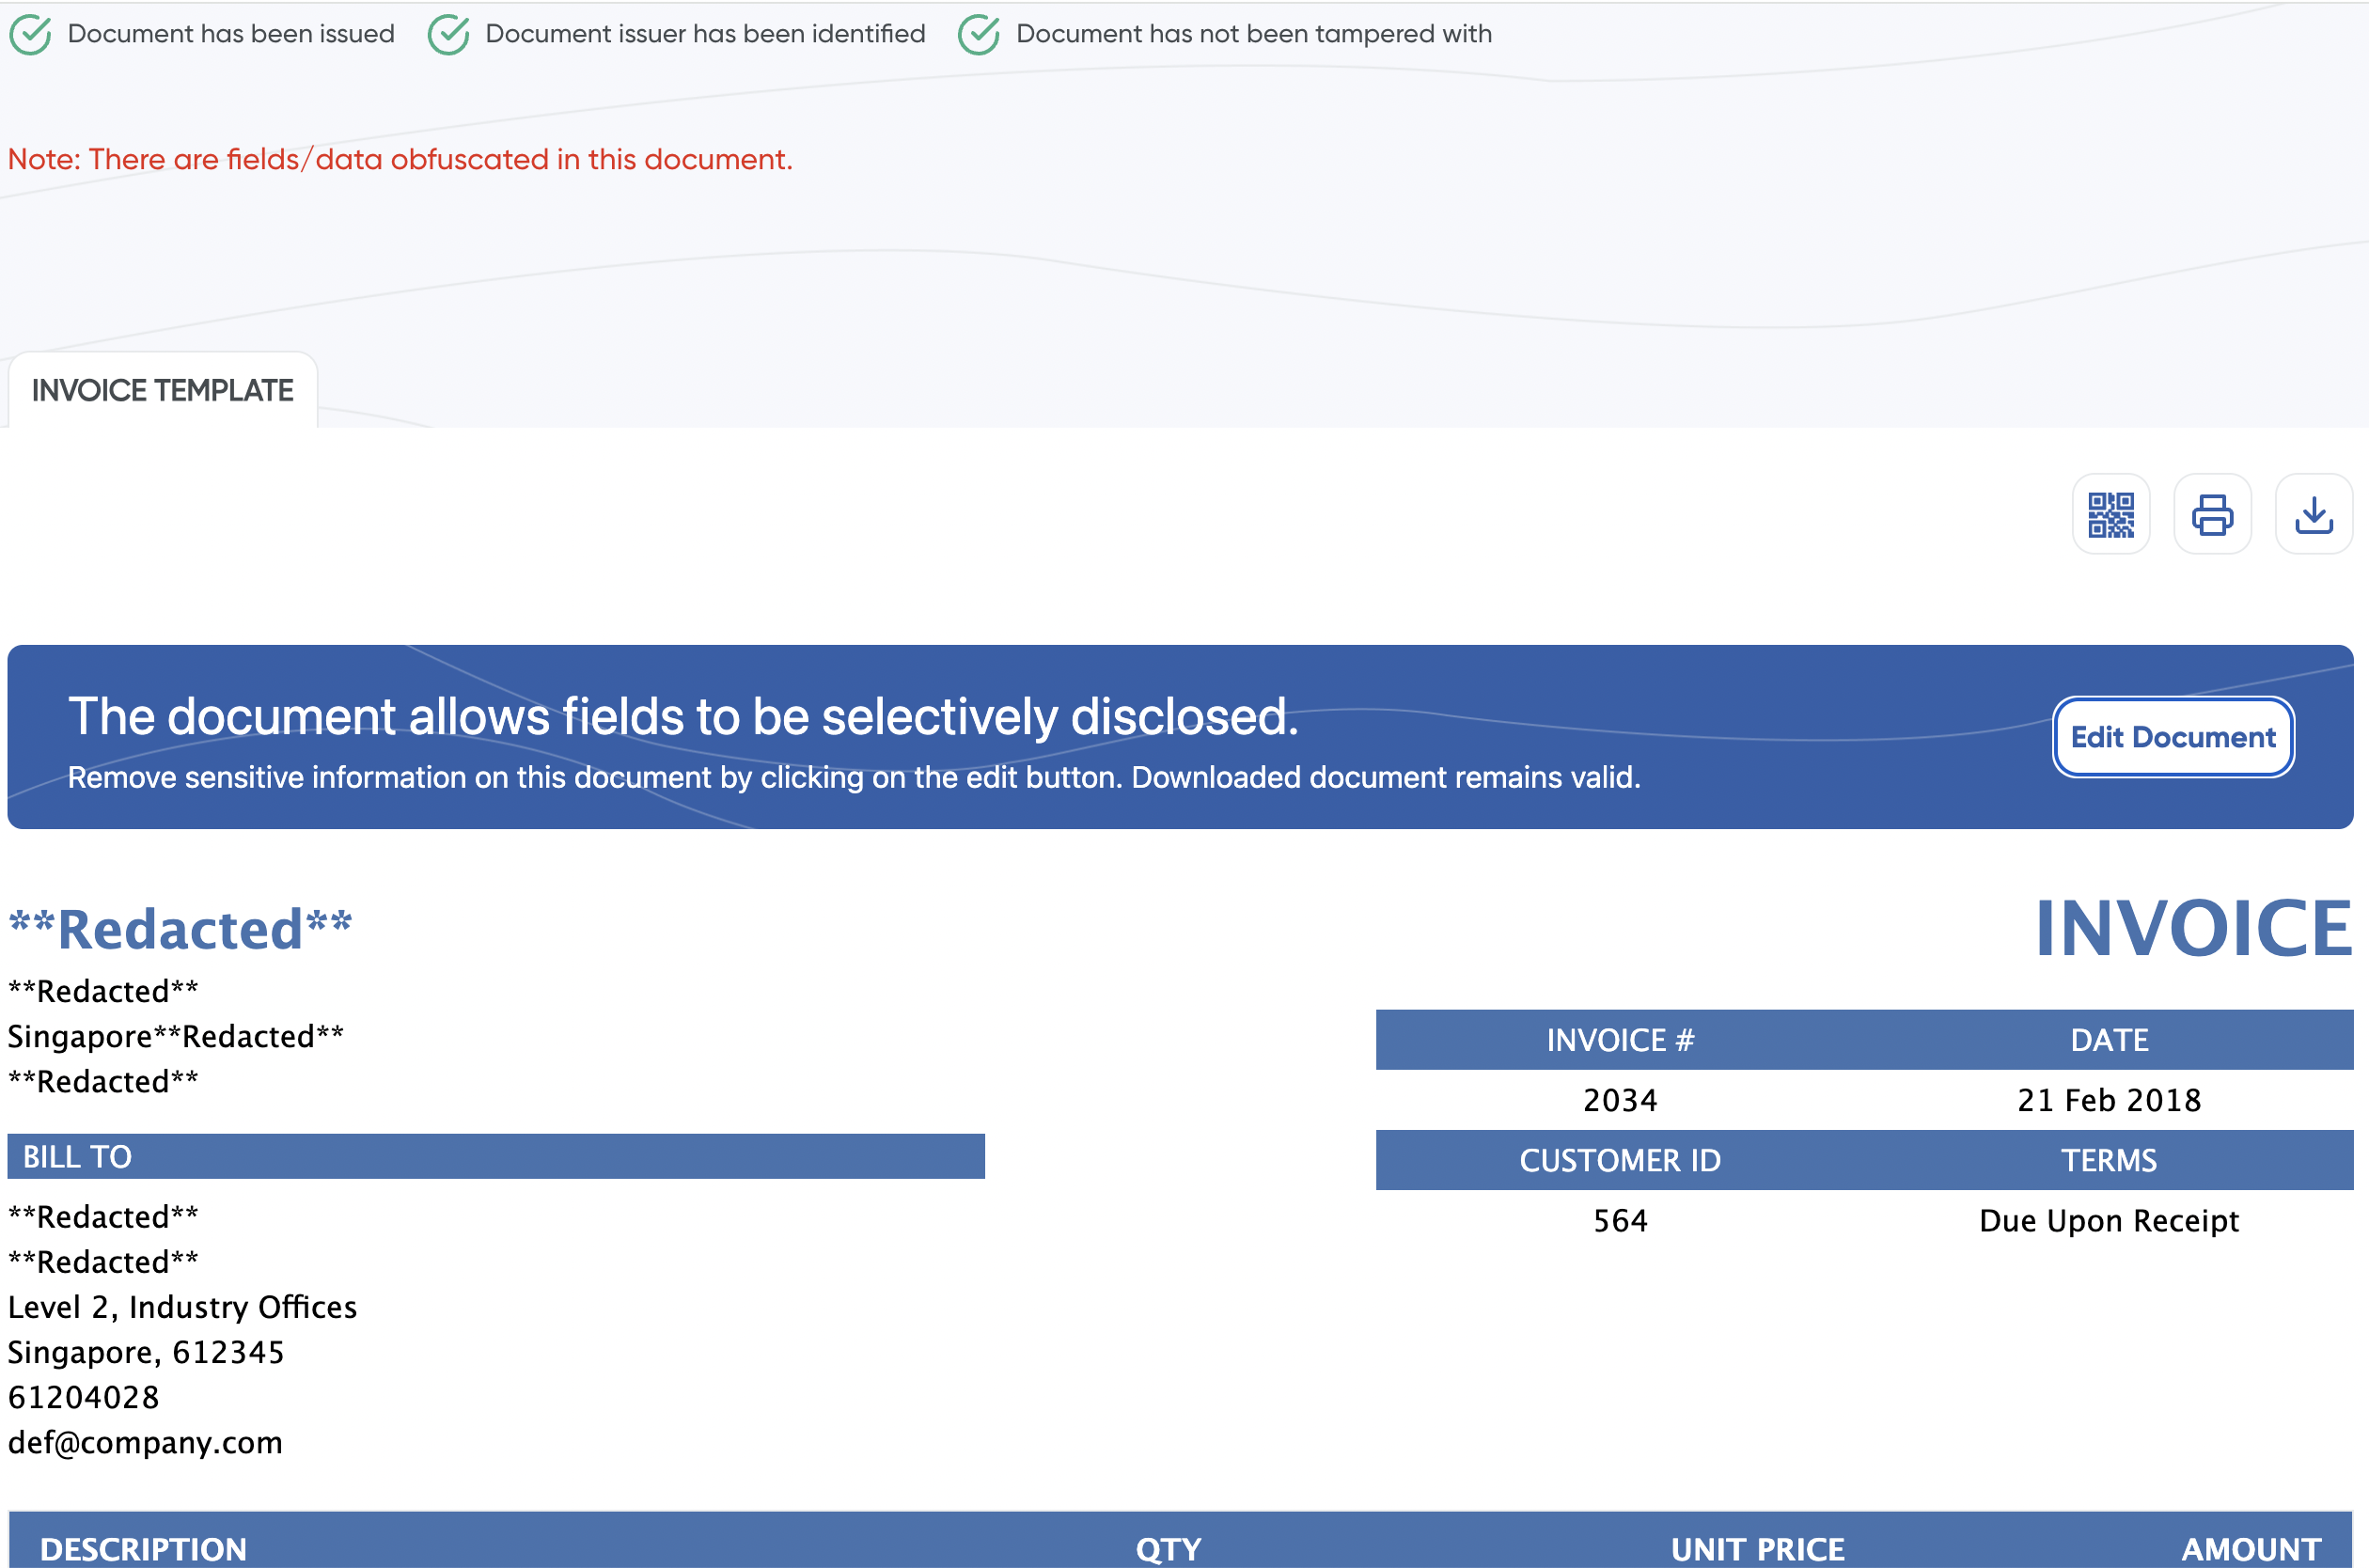 Document has been issued Document issuer has been identified Document has not been tampered with
Note: There are fields/data obfuscated in this document.
INVOICE TEMPLATE
The document allows fields to be selectively disclosed.
Remove sensitive information on this document by clicking on the edit button. Downloaded document remains valid.
Edit Document
**Redacted**
**Redacted**
Singapore**Redacted**
**Redacted**
BILL TO
**Redacted**
**Redacted**
Level 2, Industry Offices
Singapore, 612345
61204028
def@company.com
INVOICE
INVOICE # DATE
2034 21 Feb 2018
CUSTOMER ID TERMS
564 Due Upon Receipt
DESCRIPTION QTY UNIT PRICE AMOUNT